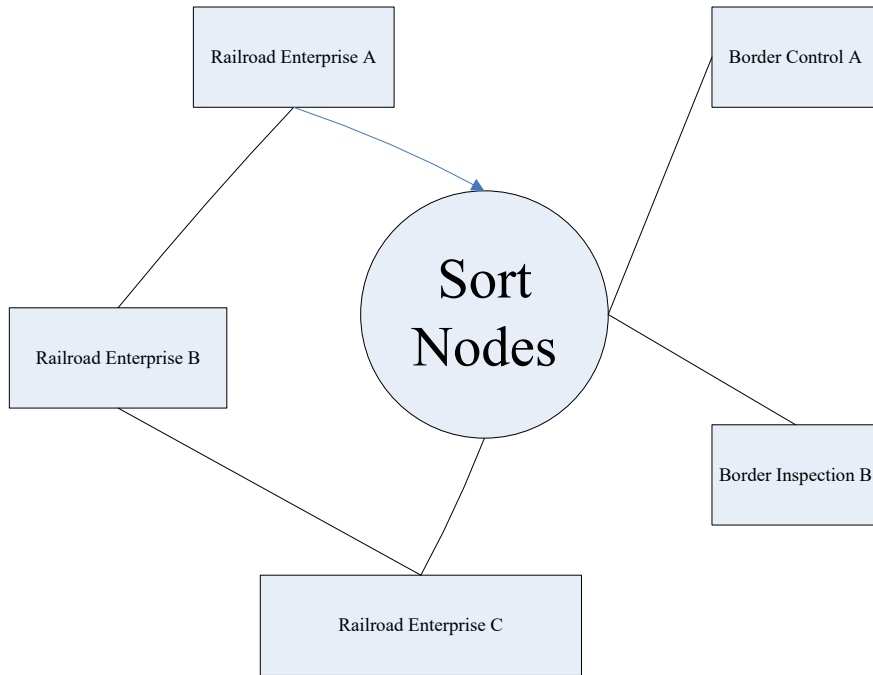 Railroad Enterprise A
Border Control A
Sort
Nodes
Railroad Enterprise B
Border Inspection B
Railroad Enterprise C